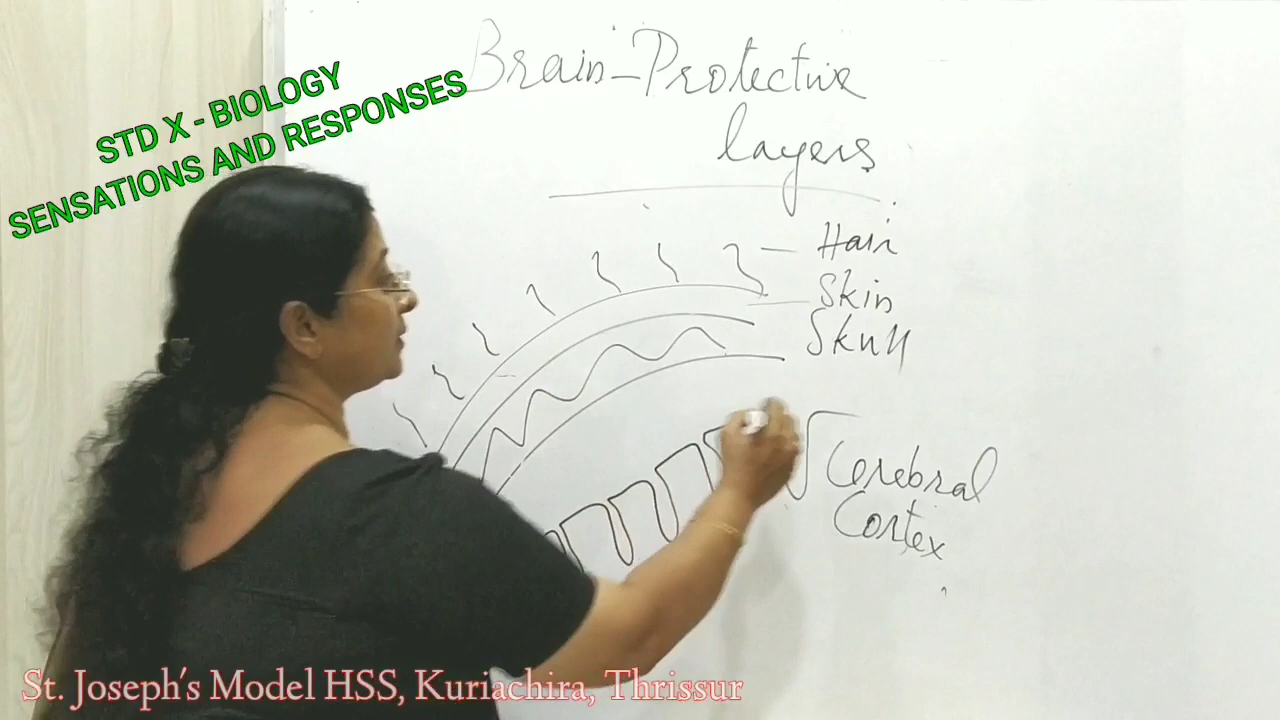 STD X - BIOLOGY
SENSATIONS AND RESPONSES
Brain-Protective
layers
Hair
Skin
Skull
Cerebral
Cortex
St. Joseph's Model HSS, Kuriachira, Thrissur